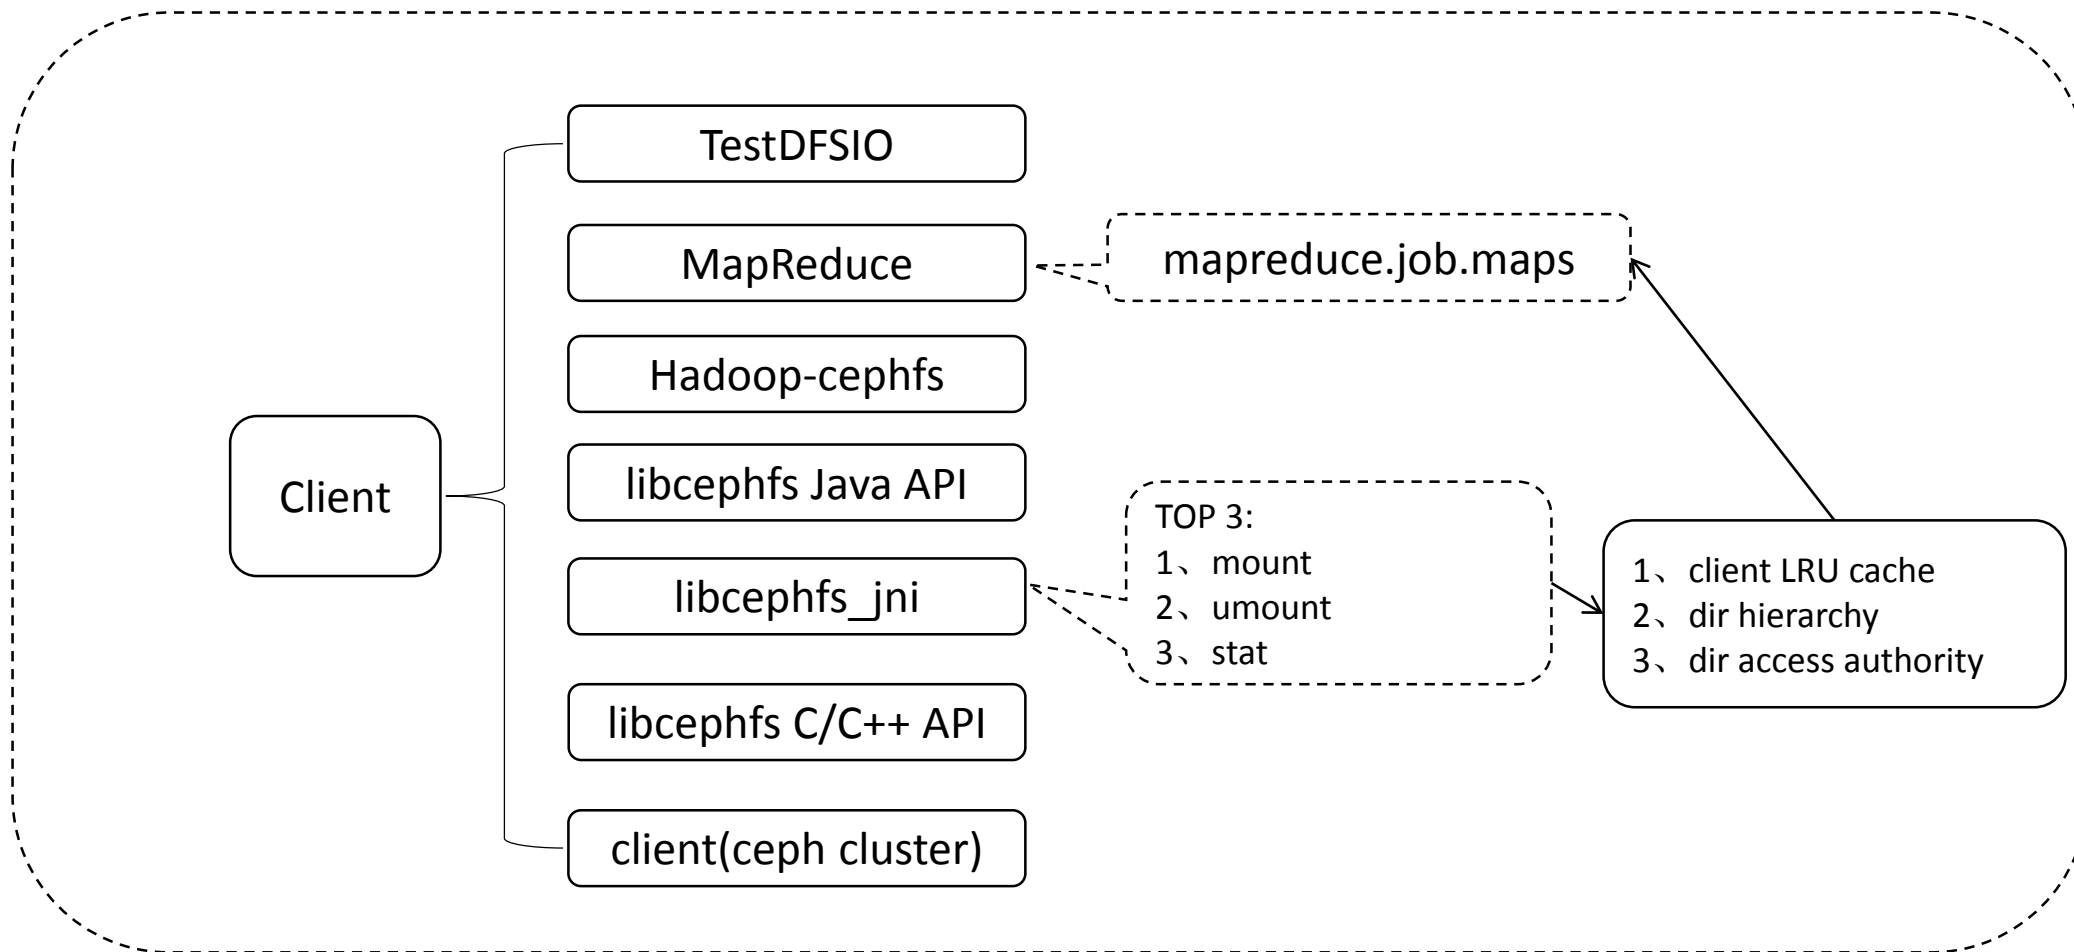 TestDFSIO
MapReduce
mapreduce.job.maps
Hadoop-cephfs
Client
libcephfs Java API
libcephfs_jni
TOP 3:
1、mount
2、umount
3、stat
1、client LRU cache
2、dir hierarchy
3、dir access authority
libcephfs C/C++ API
client(ceph cluster)